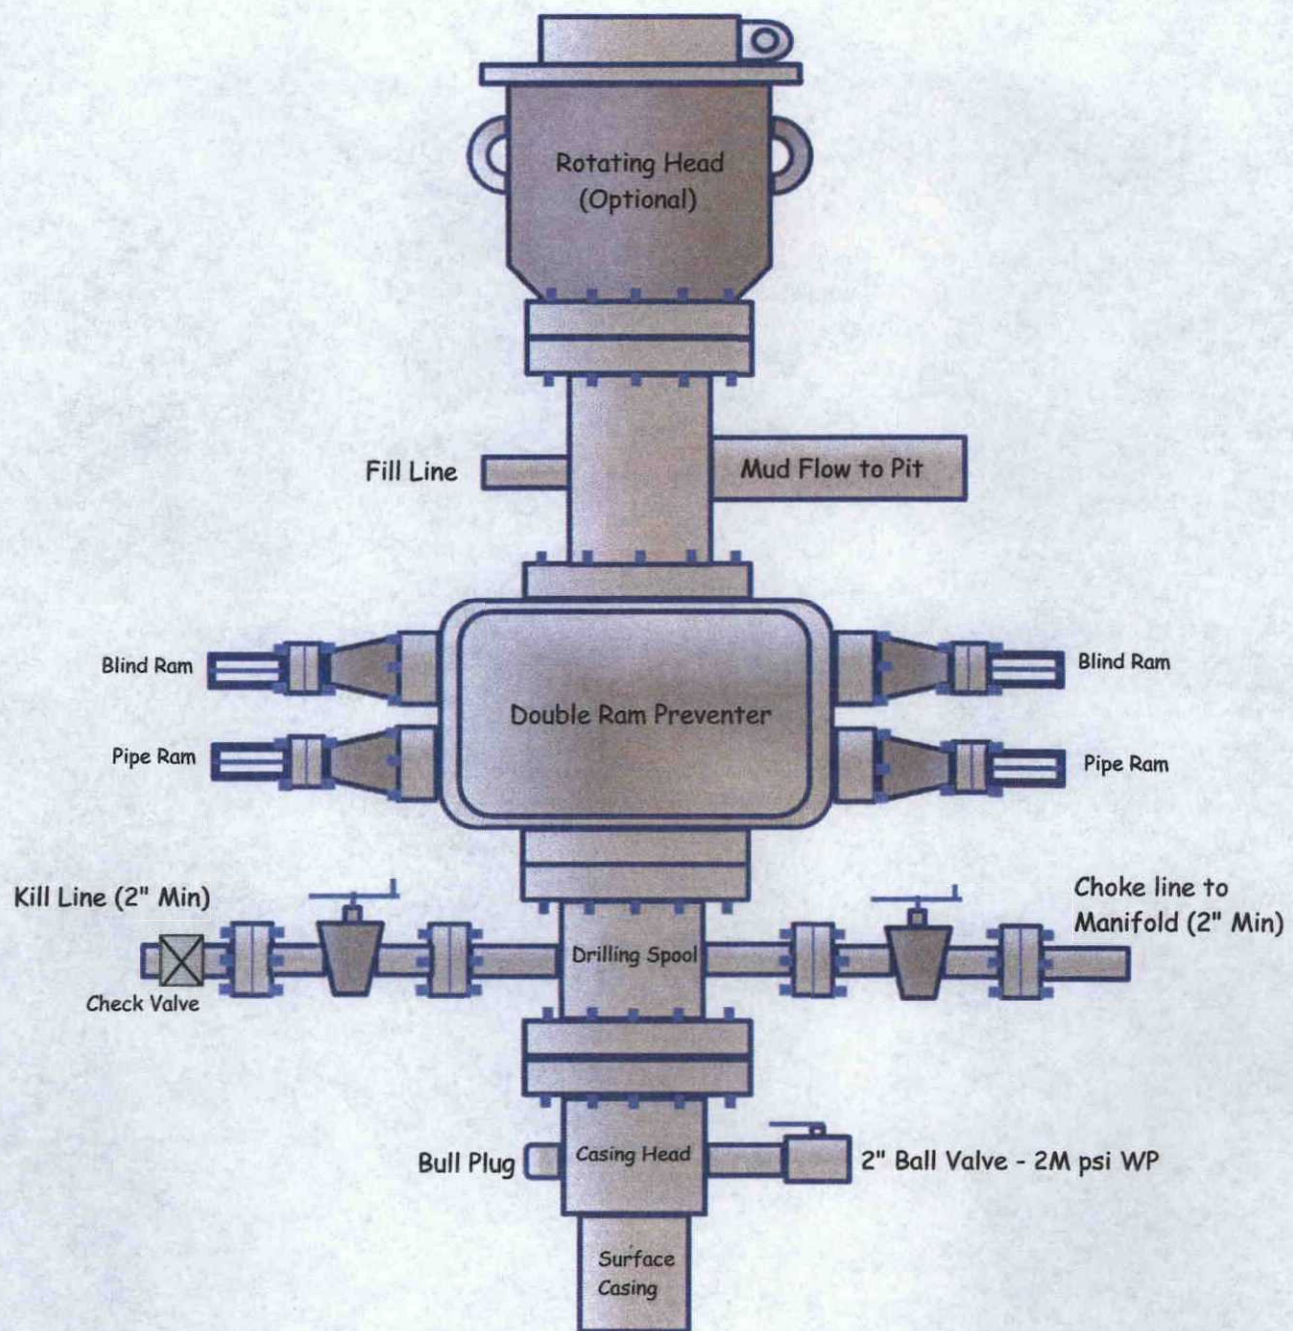 Rotating Head
(Optional)
Fill Line
Mud Flow to Pit
Blind Ram
Blind Ram
Double Ram Preventer
Pipe Ram
Pipe Ram
Kill Line (2" Min)
Choke line to
Manifold (2" Min)
Drilling Spool
Check Valve
Bull Plug
Casing Head
2" Ball Valve - 2M psi WP
Surface
Casing